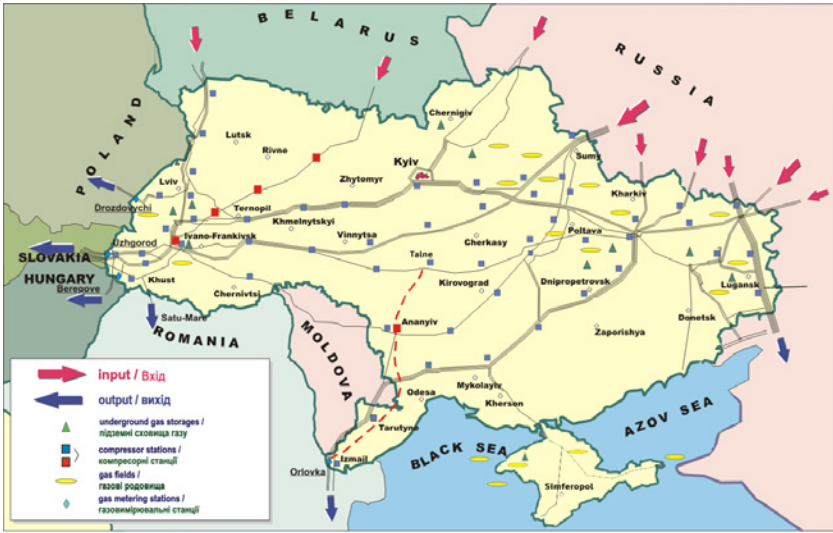 BELARUS
RUSSIA
POLAND
Chernigiv
Lutsk
Rivne
Kyiv
Sumy
Zhytomyr
Lviv
Kharkiv
Drozdovychi
Ternopil
Khmelnytskyi
Ivano-Frankivsk
Vinnytsa
Cherkasy
Poltava
Uzhgorod
SLOVAKIA
HUNGARY
Talne
Lugansk
Beregove
Khust
Chernivtsi
Kirovograd
Dnipropetrovsk
Satu-Mare
ROMANIA
MOLDOVA
Ananyiv
Donetsk
Zaporishya
Odesa
Mykolayiv
Kherson
Tarutyne
AZOV SEA
BLACK SEA
Orlovka
Izmail
Simferopol
input / Вхід
output / вихід
underground gas storages /
підземні сховища газу
compressor stations /
компресорні станції
gas fields /
газові родовища
gas metering stations /
газовимірювальні станції